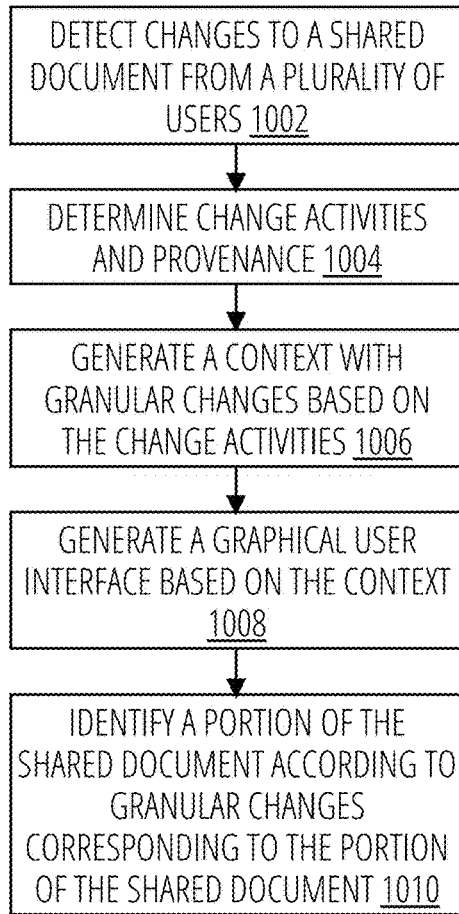 DETECT CHANGES TO A SHARED
DOCUMENT FROM A PLURALITY OF
USERS 1002
DETERMINE CHANGE ACTIVITIES
AND PROVENANCE 1004
GENERATE A CONTEXT WITH
GRANULAR CHANGES BASED ON
THE CHANGE ACTIVITIES 1006
GENERATE A GRAPHICAL USER
INTERFACE BASED ON THE CONTEXT
1008
IDENTIFY A PORTION OF THE
SHARED DOCUMENT ACCORDING TO
GRANULAR CHANGES
CORRESPONDING TO THE PORTION
OF THE SHARED DOCUMENT 1010